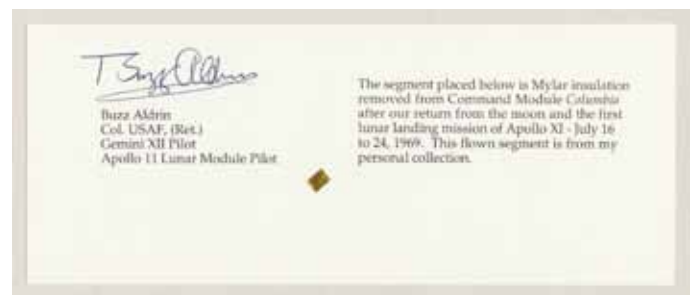 Buzz Aldrin
Buzz Aldrin
Col. USAF, (Ret.)
Gemini XII Pilot
Apollo 11 Lunar Module Pilot
The segment placed below is Mylar insulation
removed from Command Module Columbia
after our return from the moon and the first
lunar landing mission of Apollo XI - July 16
to 24, 1969. This flown segment is from my
personal collection.